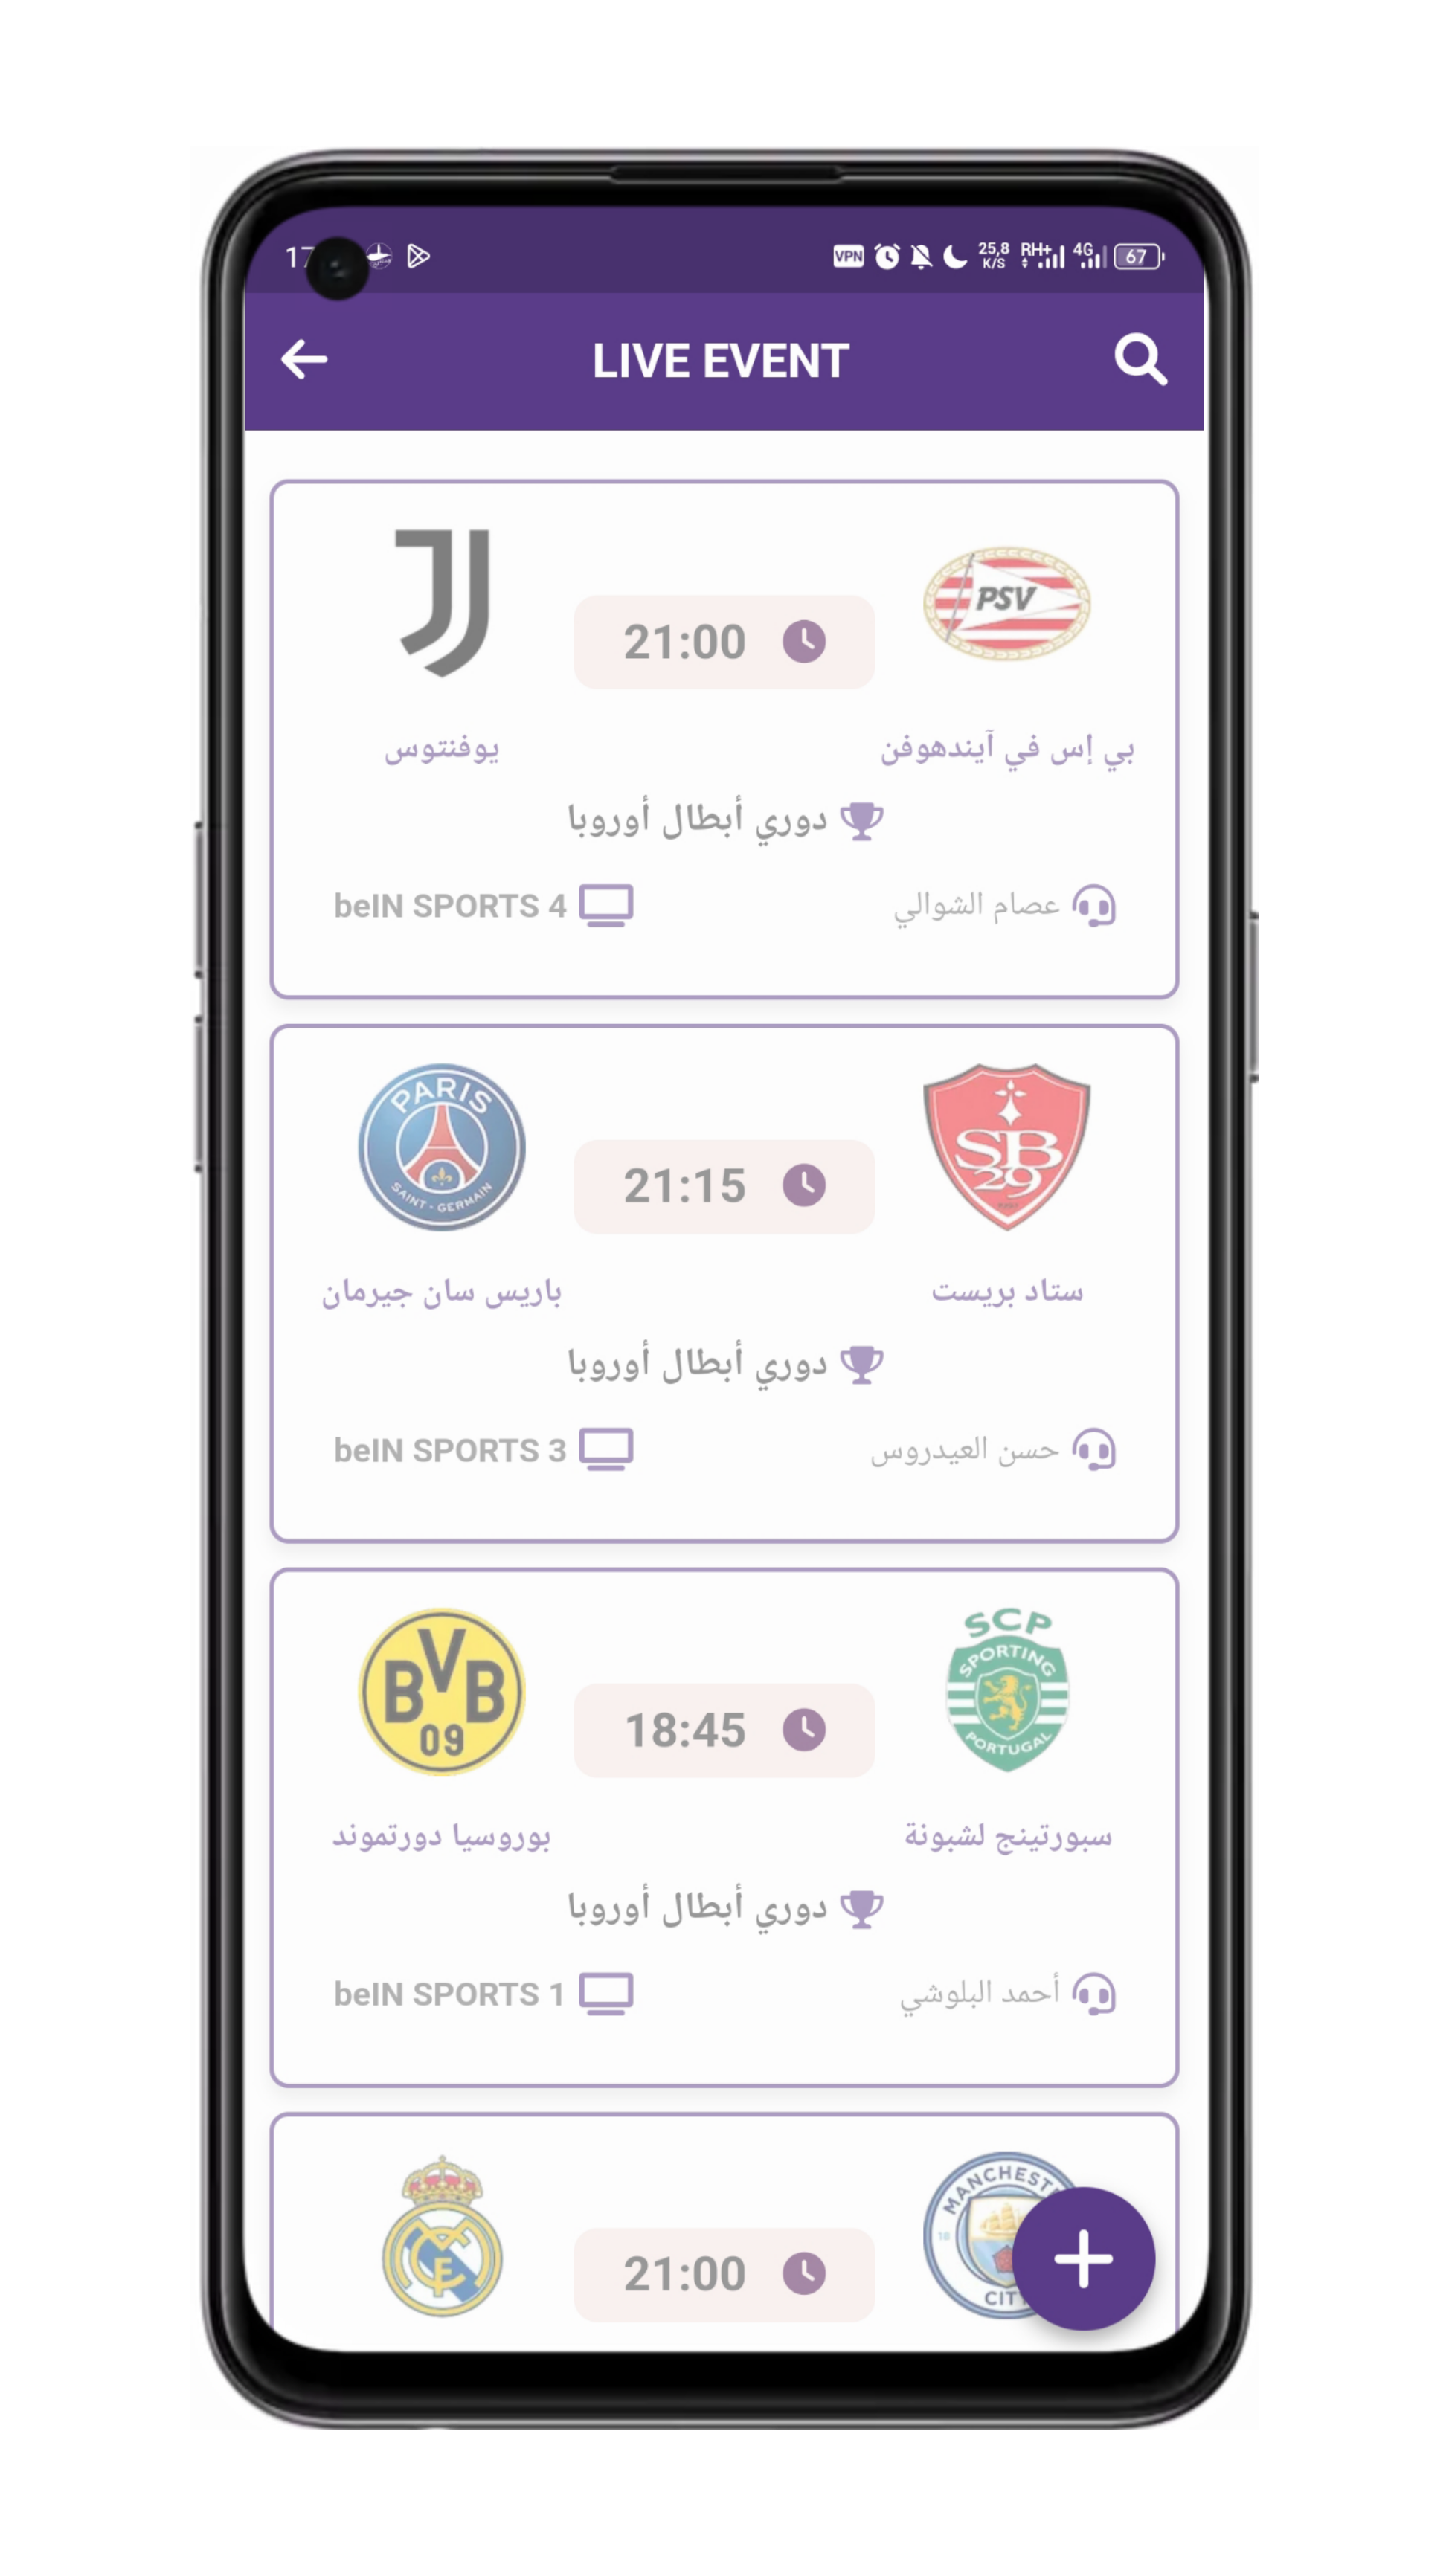 17
VPN 25,8 K/S RH+ 4G 67
LIVE EVENT
PSV
21:00
يوفنتوس
بي إس في آيندهوفن
دوري أبطال أوروبا
beIN SPORTS 4
عصام الشوالي
PARIS
SAINT-GERMAIN
SB
29
21:15
باريس سان جيرمان
ستاد بريست
دوري أبطال أوروبا
beIN SPORTS 3
حسن العيدروس
BVB
09
SCP
SPORTING
PORTUGAL
18:45
بوروسيا دورتموند
سبورتينج لشبونة
دوري أبطال أوروبا
beIN SPORTS 1
أحمد البلوشي
MANCHEST
18
CIT
21:00